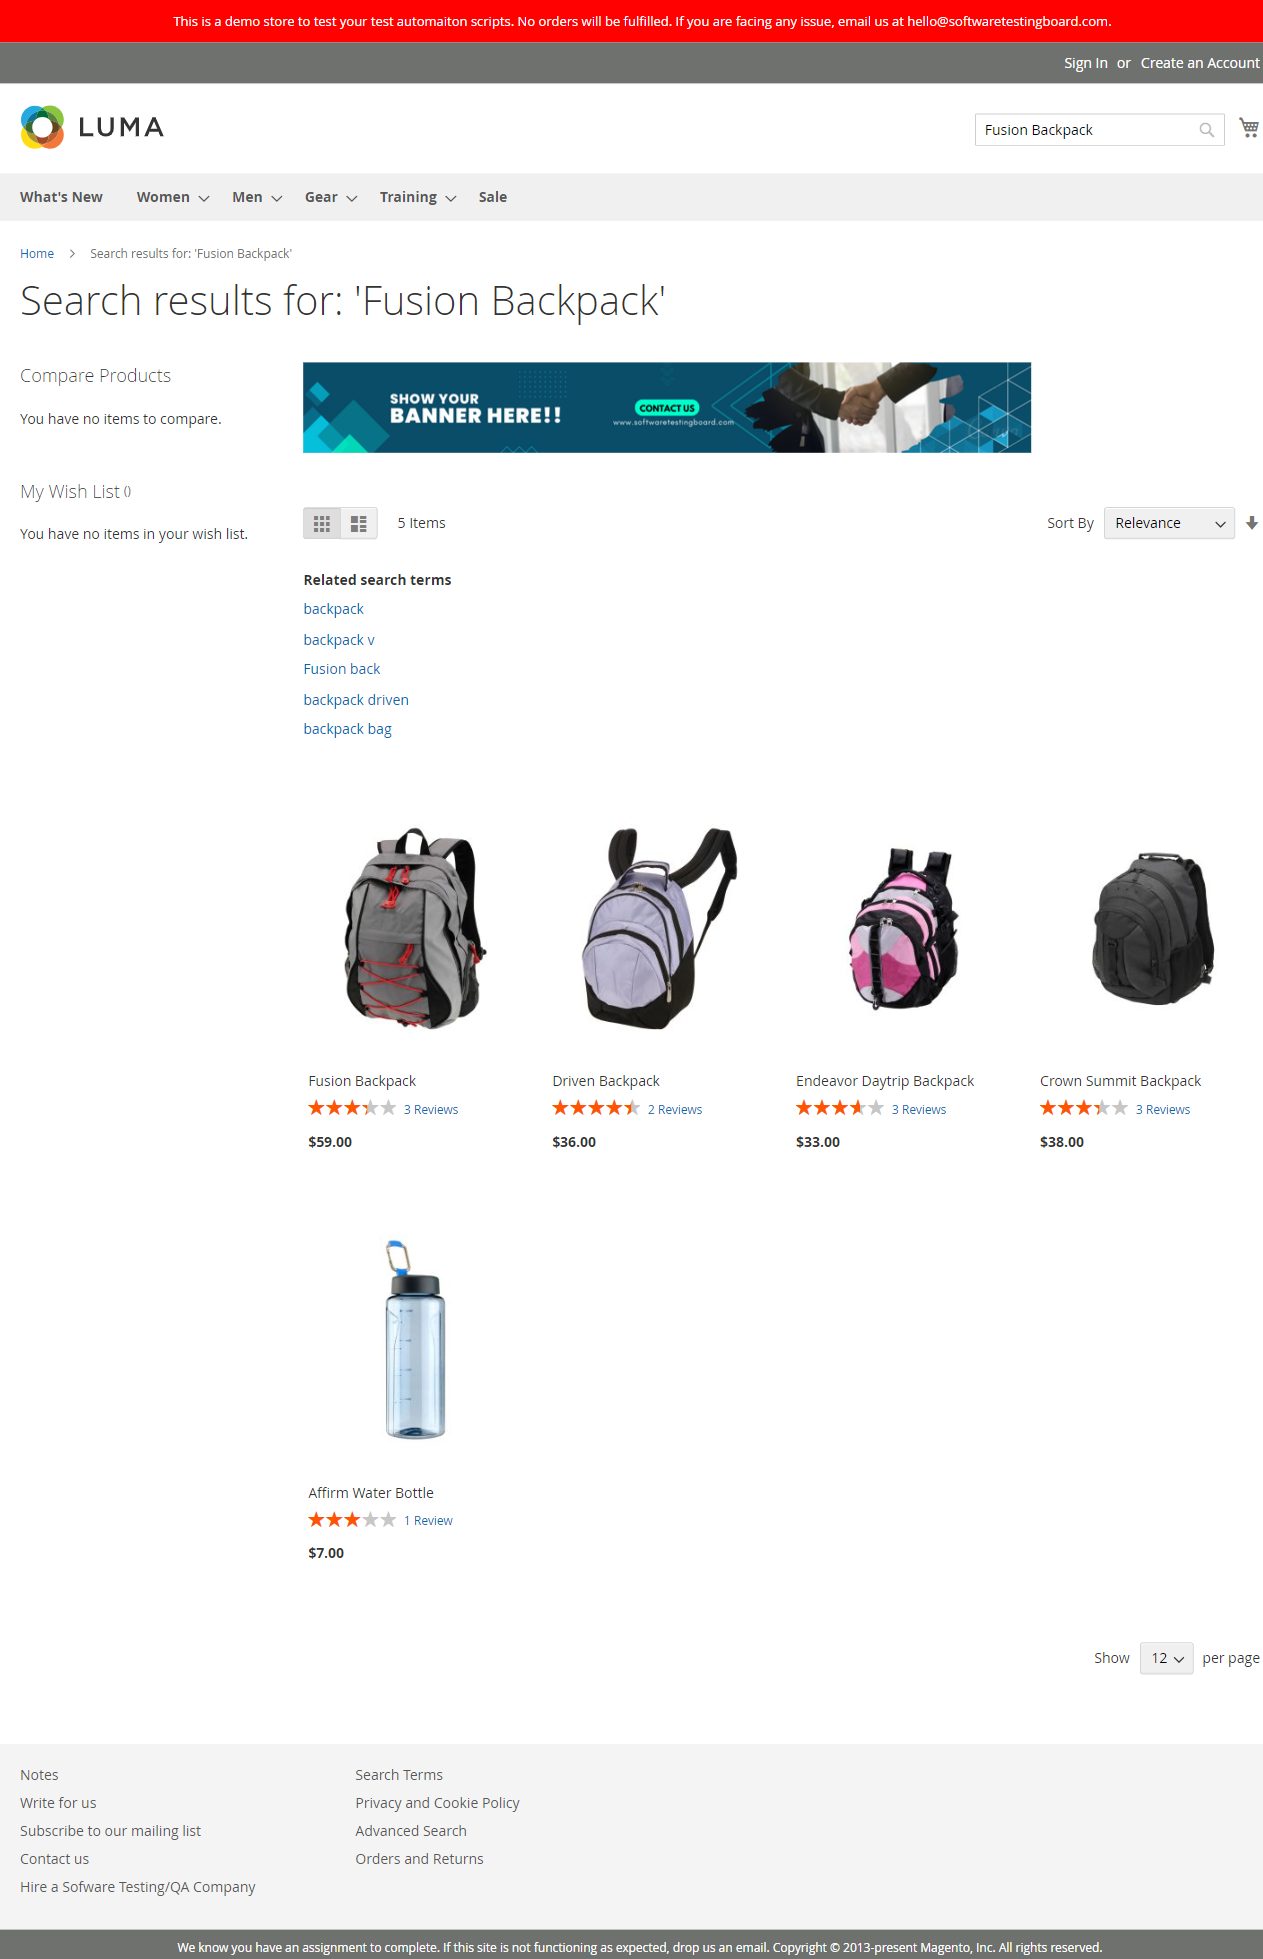 This is a demo store to test your test automaiton scripts. No orders will be fulfilled. If you are facing any issue, email us at hello@softwaretestingboard.com.
Sign In or Create an Account
LUMA
Fusion Backpack
What's New Women Men Gear Training Sale
Home Search results for: 'Fusion Backpack'
Search results for: 'Fusion Backpack'
Compare Products
You have no items to compare.
My Wish List ()
You have no items in your wish list.
SHOW YOUR
BANNER HERE!!
CONTACT US
www.softwaretestingboard.com
5 Items
Sort By Relevance
Related search terms
backpack
backpack v
Fusion back
backpack driven
backpack bag
Fusion Backpack
3 Reviews
$59.00
Driven Backpack
2 Reviews
$36.00
Endeavor Daytrip Backpack
3 Reviews
$33.00
Crown Summit Backpack
3 Reviews
$38.00
Affirm Water Bottle
1 Review
$7.00
Show 12 per page
Notes
Write for us
Subscribe to our mailing list
Contact us
Hire a Sofware Testing/QA Company
Search Terms
Privacy and Cookie Policy
Advanced Search
Orders and Returns
We know you have an assignment to complete. If this site is not functioning as expected, drop us an email. Copyright © 2013-present Magento, Inc. All rights reserved.